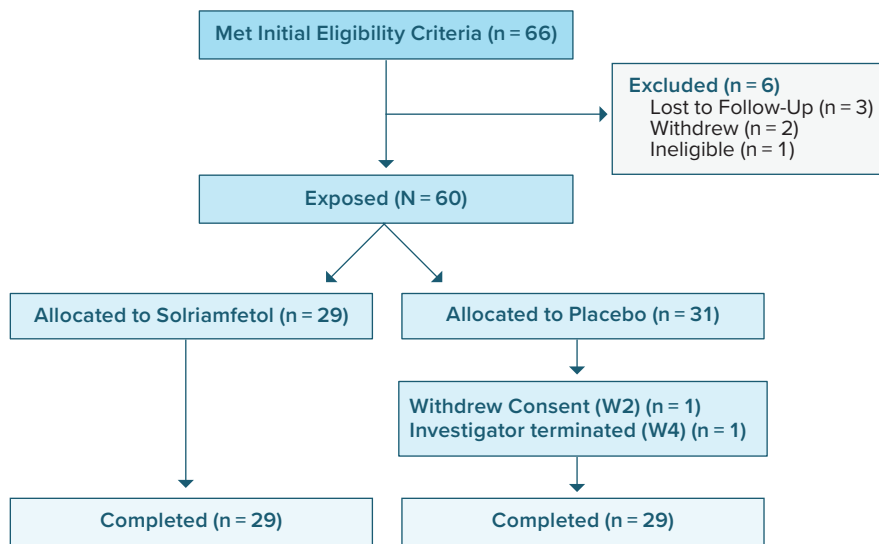 Met Initial Eligibility Criteria (n = 66)
Excluded (n = 6)
Lost to Follow-Up (n = 3)
Withdrew (n = 2)
Ineligible (n = 1)
Exposed (N = 60)
Allocated to Solriamfetol (n = 29)
Allocated to Placebo (n = 31)
Withdrew Consent (W2) (n = 1)
Investigator terminated (W4) (n = 1)
Completed (n = 29)
Completed (n = 29)